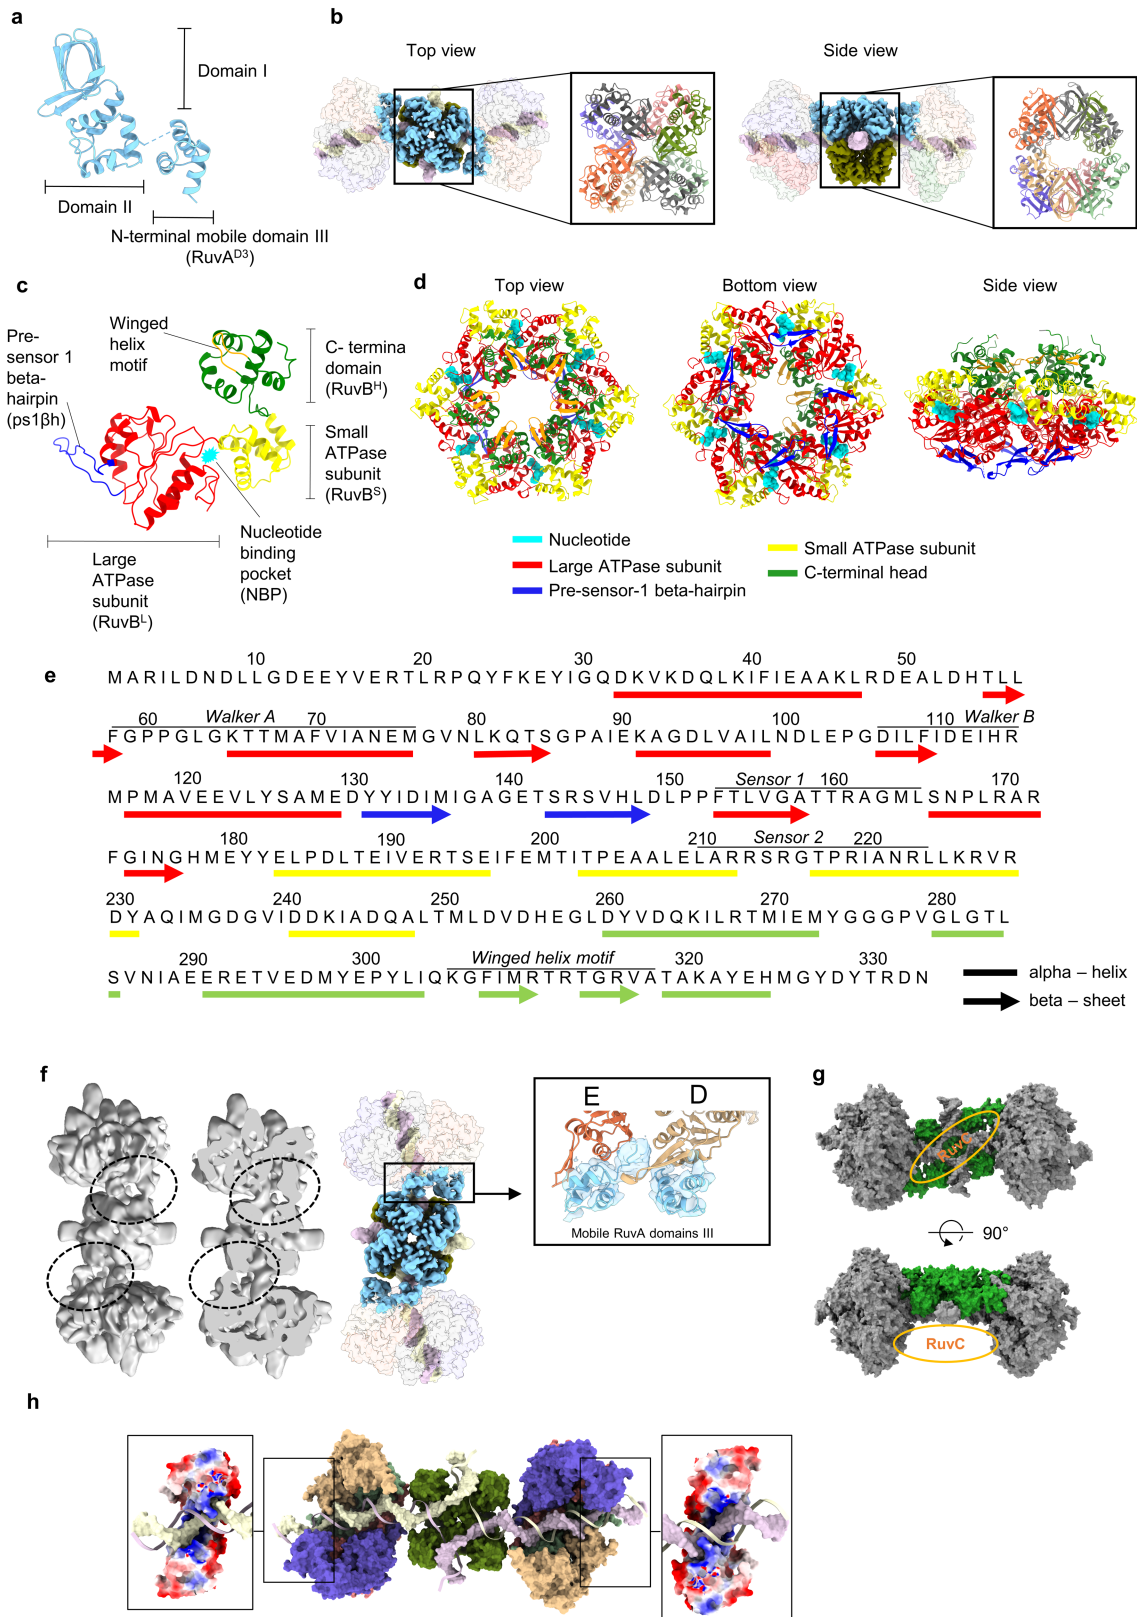 a
Domain I
Domain II
N-terminal mobile domain III
(RuvA^D3)
b
Top view
Side view
c
Pre-
sensor 1
beta-
hairpin
(ps1βh)
Winged
helix
motif
C- termina
domain
(RuvB^H)
Small
ATPase
subunit
(RuvB^S)
Nucleotide
binding
pocket
(NBP)
Large
ATPase
subunit
(RuvB^L)
d
Top view
Bottom view
Side view
Nucleotide
Large ATPase subunit
Pre-sensor-1 beta-hairpin
Small ATPase subunit
C-terminal head
e
10 20 30 40 50
MARILDNDLLGDEEYVERTLRPQYFKEYIGQDKVKDQLKIFIEAAKLRDEALDHTLL
60 Walker A 70 80 90 100 110 Walker B
FGPPGLGKTTMAFVIANEMGVNLKQTSGPAIEKAGDLVAILNDLEPGDILFIDEIHR
120 130 140 150 Sensor 1 160 170
MPMAVEEVLYSAMEDYYIDIMIGAGETSRSVHLDLPPFTLVGATTRAGMLSNPLRAR
180 190 200 210 Sensor 2 220
FGINGHMEYYELPDLTEIVERTSEIFEMTITPEAALELARRSRGTPRIANRLLKRVR
230 240 250 260 270 280
DYAQIMGDGVIDDKIADQALTMLDVDHEGLDYVDQKILRTMIEMYGGGPVGLGTL
290 300 Winged helix motif 320 330
SVNIAEERETVEDMYEPYLIQKGFIMRTRTGRVATAKAYEHMGYDYTRDN
alpha – helix
beta – sheet
f
E D
Mobile RuvA domains III
g
RuvC
90°
RuvC
h